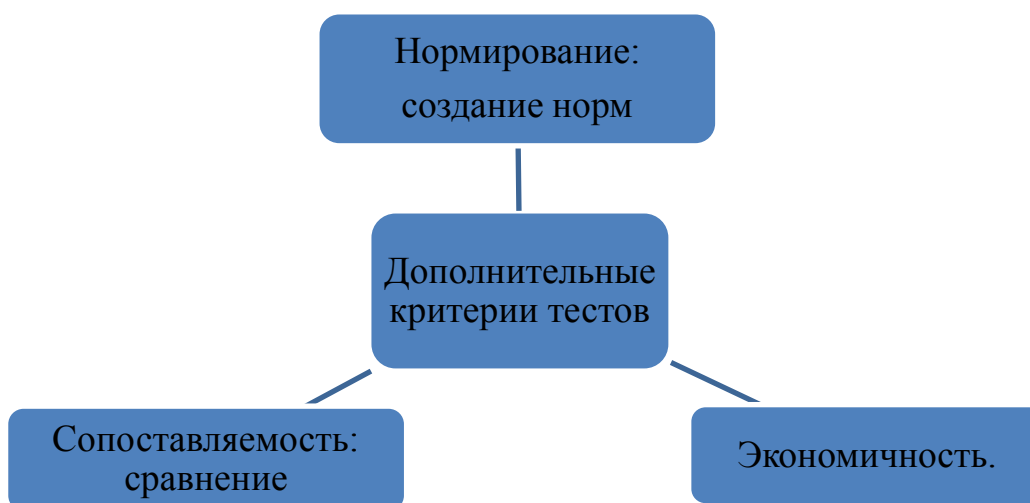 Нормирование:
создание норм
Дополнительные
критерии тестов
Сопоставляемость:
сравнение
Экономичность.